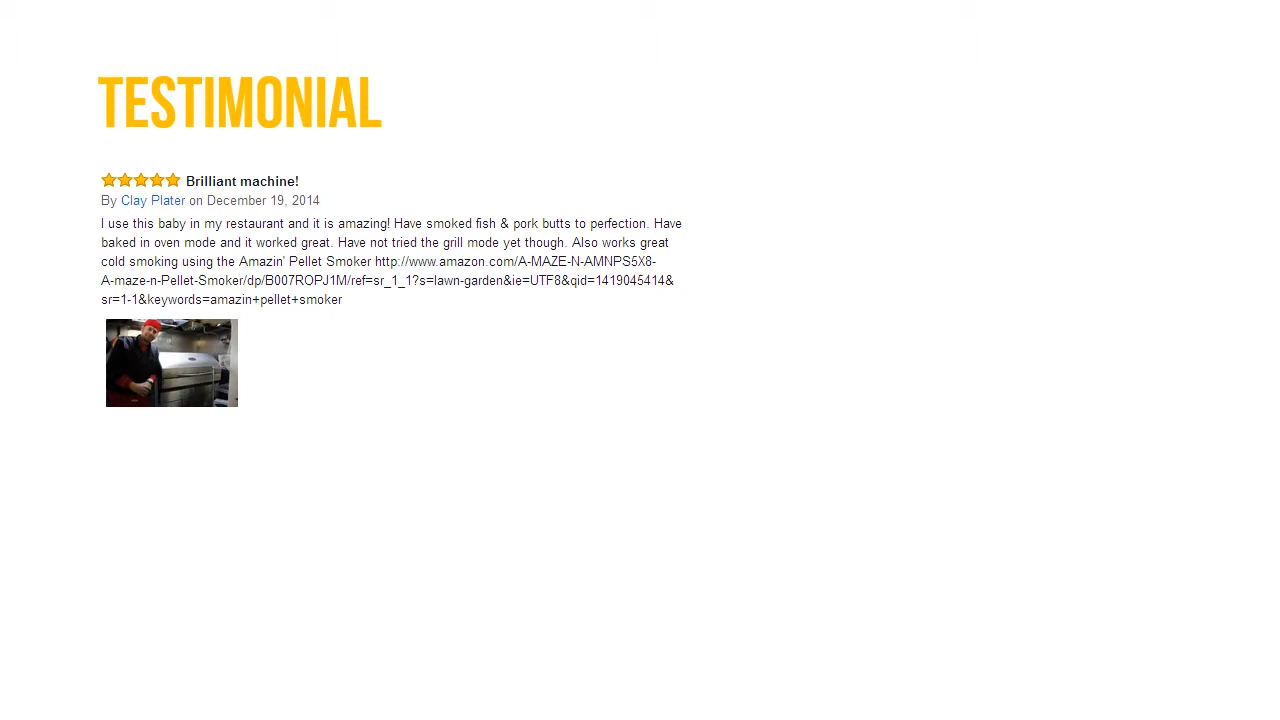 TESTIMONIAL
Brilliant machine!
By Clay Plater on December 19, 2014
I use this baby in my restaurant and it is amazing! Have smoked fish & pork butts to perfection. Have
baked in oven mode and it worked great. Have not tried the grill mode yet though. Also works great
cold smoking using the Amazin' Pellet Smoker http://www.amazon.com/A-MAZE-N-AMNPS5X8-
A-maze-n-Pellet-Smoker/dp/B007ROPJ1M/ref=sr_1_1?s=lawn-garden&ie=UTF8&qid=1419045414&
sr=1-1&keywords=amazin+pellet+smoker